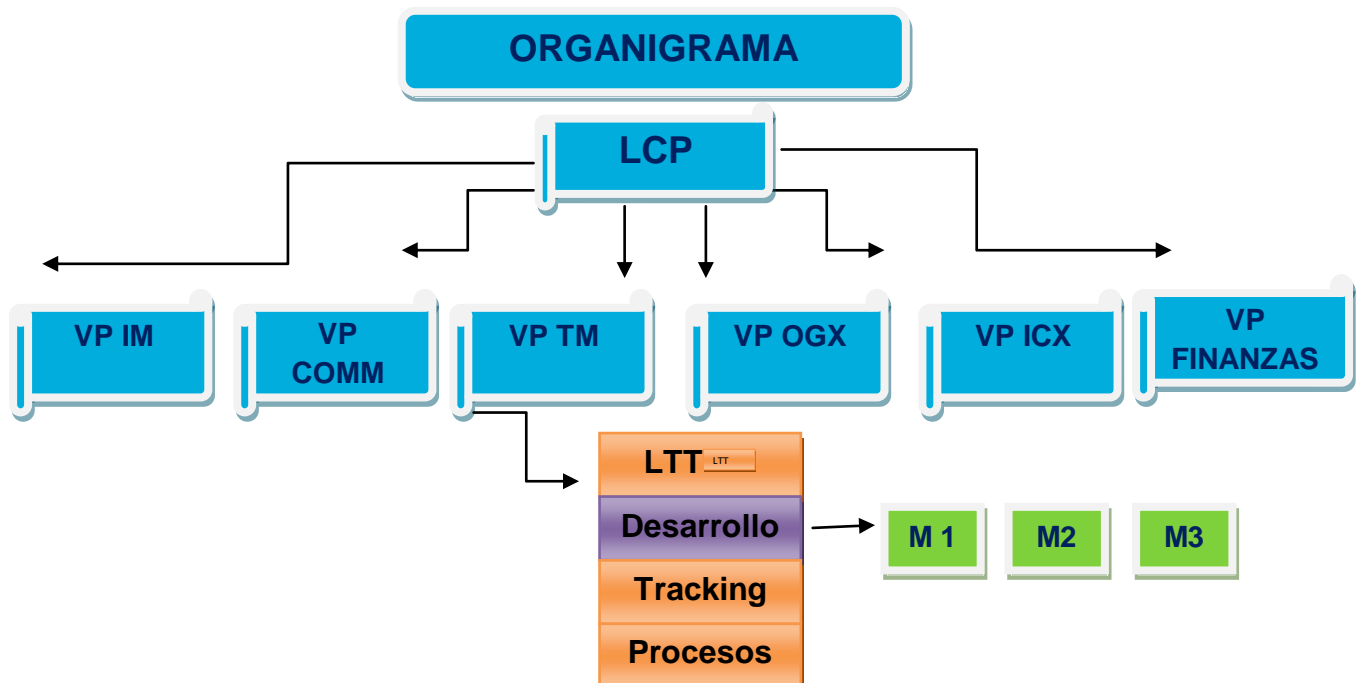 ORGANIGRAMA
LCP
VP IM
VP
COMM
VP TM
VP OGX
VP ICX
VP
FINANZAS
LTT LTT
Desarrollo
M 1
M2
M3
Tracking
Procesos